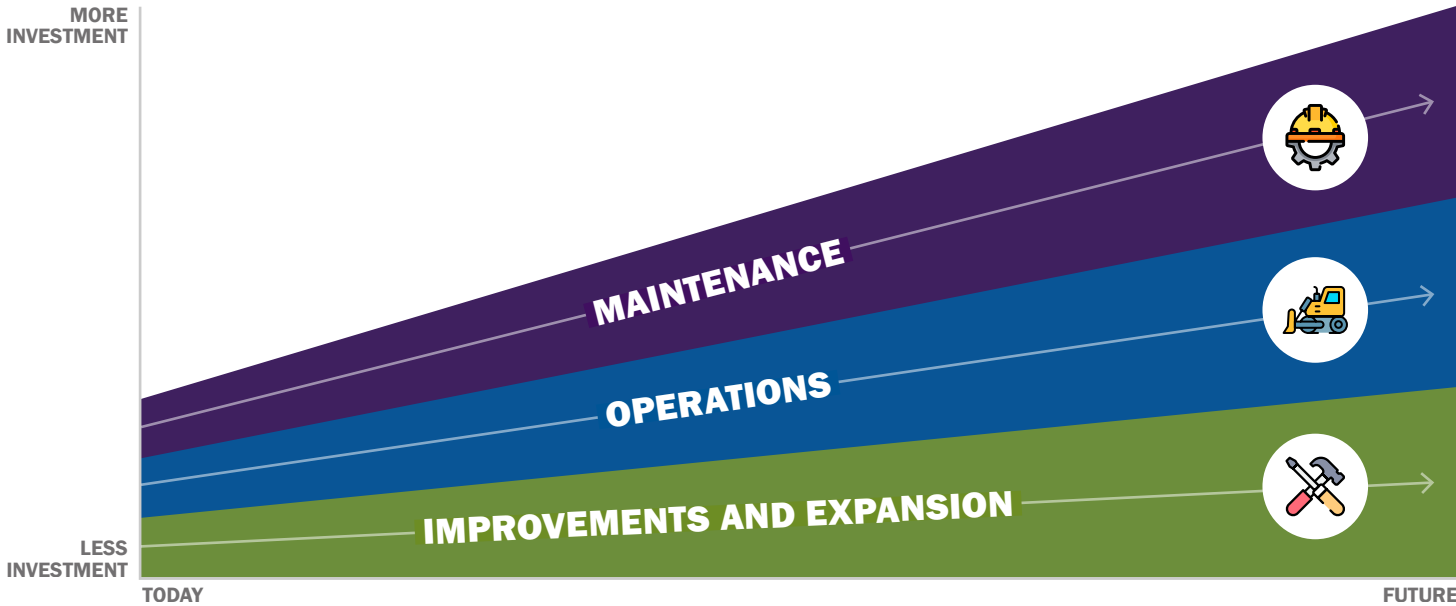 MORE
INVESTMENT
MAINTENANCE
OPERATIONS
IMPROVEMENTS AND EXPANSION
LESS
INVESTMENT
TODAY
FUTURE